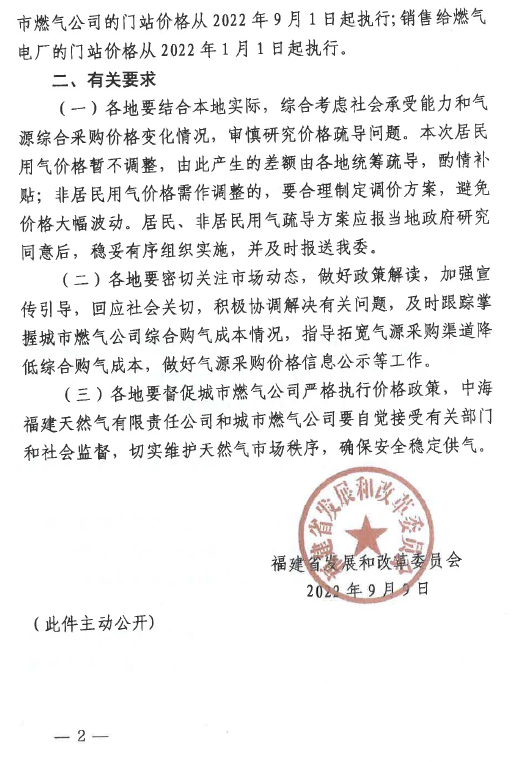 市燃气公司的门站价格从 2022 年 9 月 1 日起执行;销售给燃气
电厂的门站价格从 2022 年 1 月 1 日起执行。
二、有关要求
（一）各地要结合本地实际，综合考虑社会承受能力和气
源综合采购价格变化情况，审慎研究价格疏导问题。本次居民
用气价格暂不调整，由此产生的差额由各地统筹疏导，酌情补
贴；非居民用气价格需作调整的，要合理制定调价方案，避免
价格大幅波动。居民、非居民用气疏导方案应报当地政府研究
同意后，稳妥有序组织实施，并及时报送我委。
（二）各地要密切关注市场动态，做好政策解读，加强宣
传引导，回应社会关切，积极协调解决有关问题，及时跟踪掌
握城市燃气公司综合购气成本情况，指导拓宽气源采购渠道降
低综合购气成本，做好气源采购价格信息公示等工作。
（三）各地要督促城市燃气公司严格执行价格政策，中海
福建天然气有限责任公司和城市燃气公司要自觉接受有关部门
和社会监督，切实维护天然气市场秩序，确保安全稳定供气。
福建省发展和改革委员会
福建省发展和改革委员会
2022 年 9 月 9 日
（此件主动公开）
— 2 —